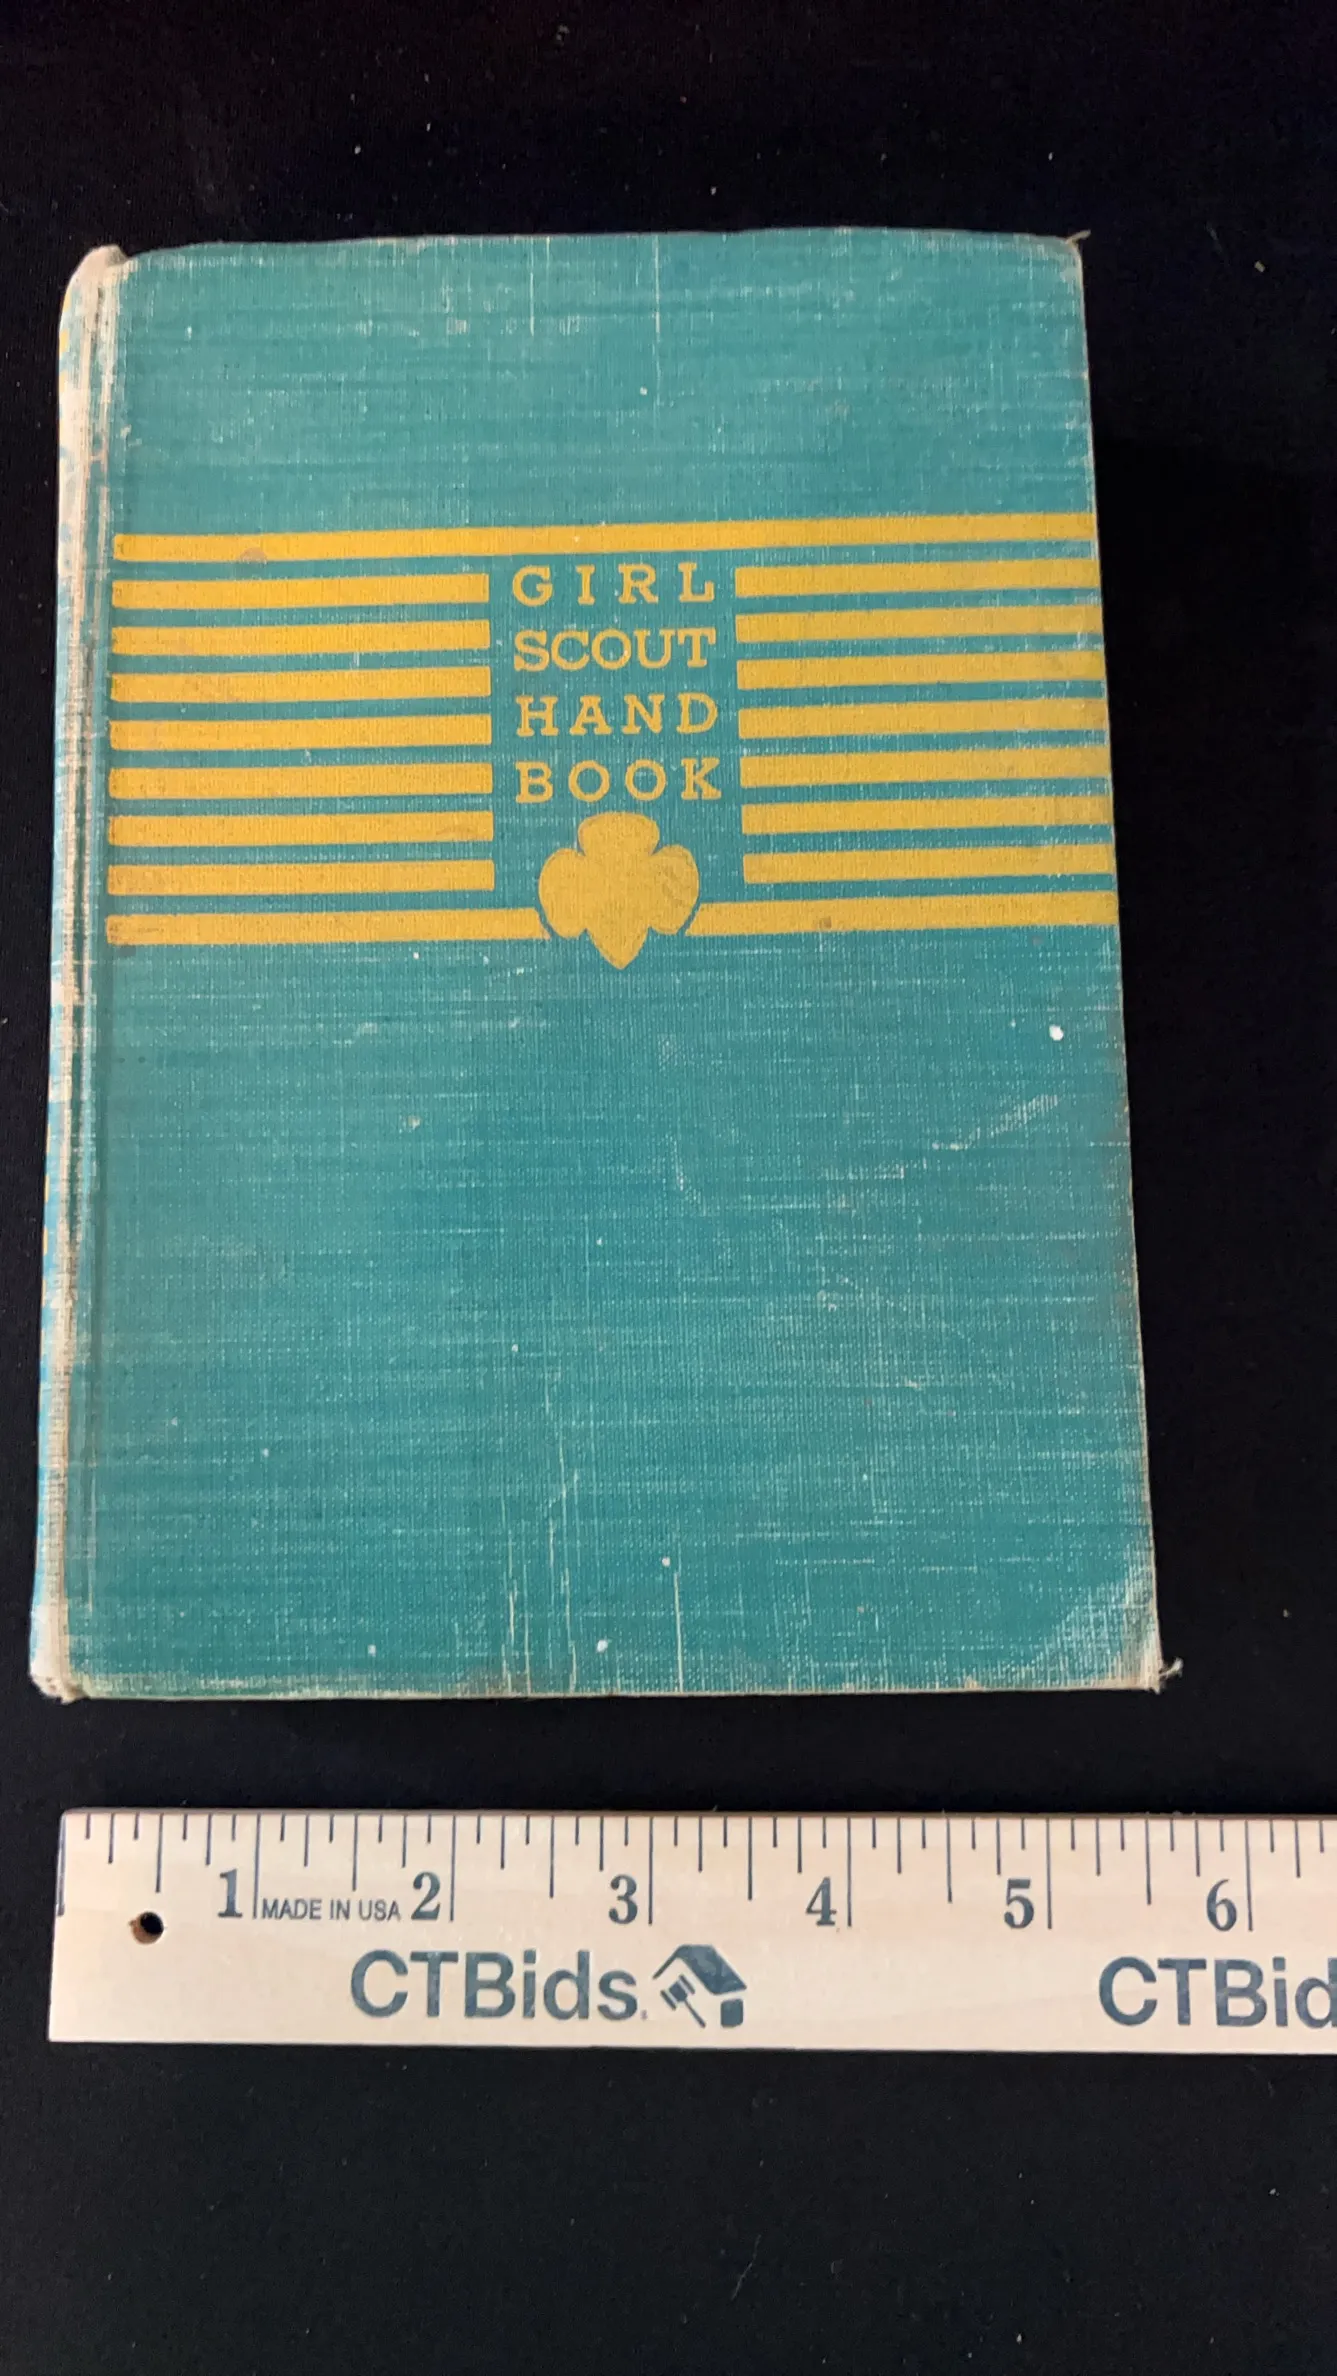 GIRL
SCOUT
HAND
BOOK
1 MADE IN USA 2 3 4 5 6
CTBids. CTBid